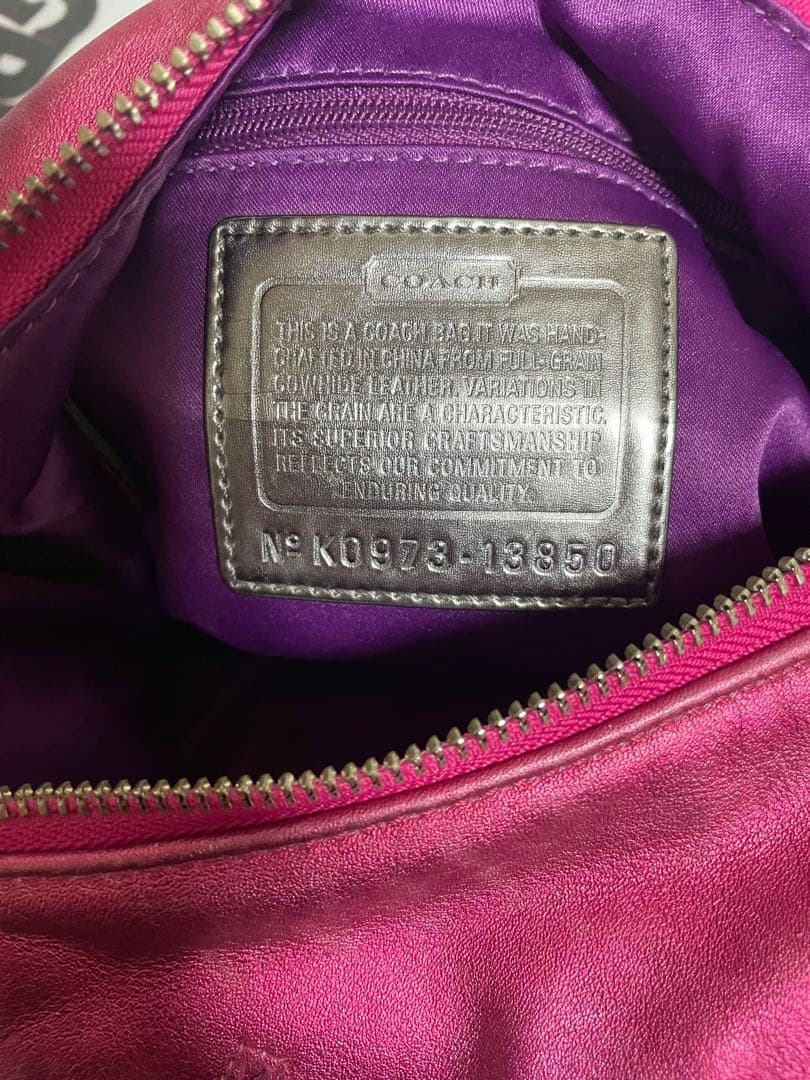 COACH
THIS IS A COACH BAG.IT WAS HAND-
CRAFTED IN CHINA FROM FULL-GRAIN
COWHIDE LEATHER. VARIATIONS IN
THE GRAIN ARE A CHARACTERISTIC.
ITS SUPERIOR CRAFTSMANSHIP
REFLECTS OUR COMMITMENT TO
ENDURING QUALITY.
Nº K0973-13850